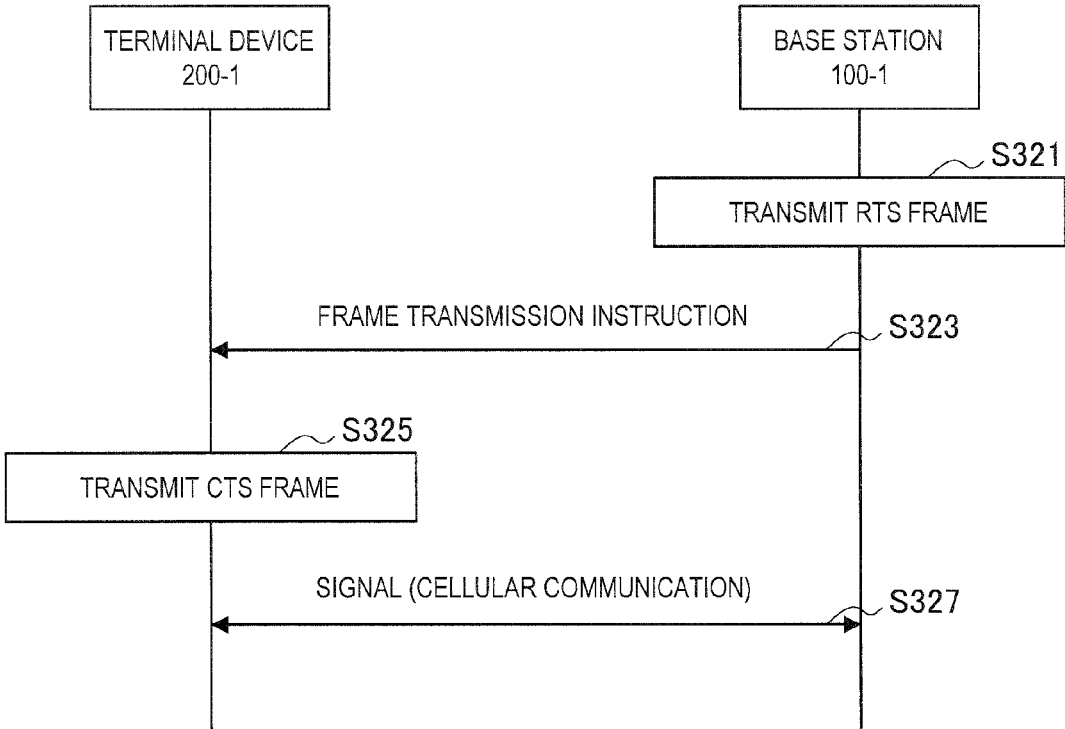 TERMINAL DEVICE
200-1
BASE STATION
100-1
S321
TRANSMIT RTS FRAME
FRAME TRANSMISSION INSTRUCTION
S323
S325
TRANSMIT CTS FRAME
SIGNAL (CELLULAR COMMUNICATION)
S327